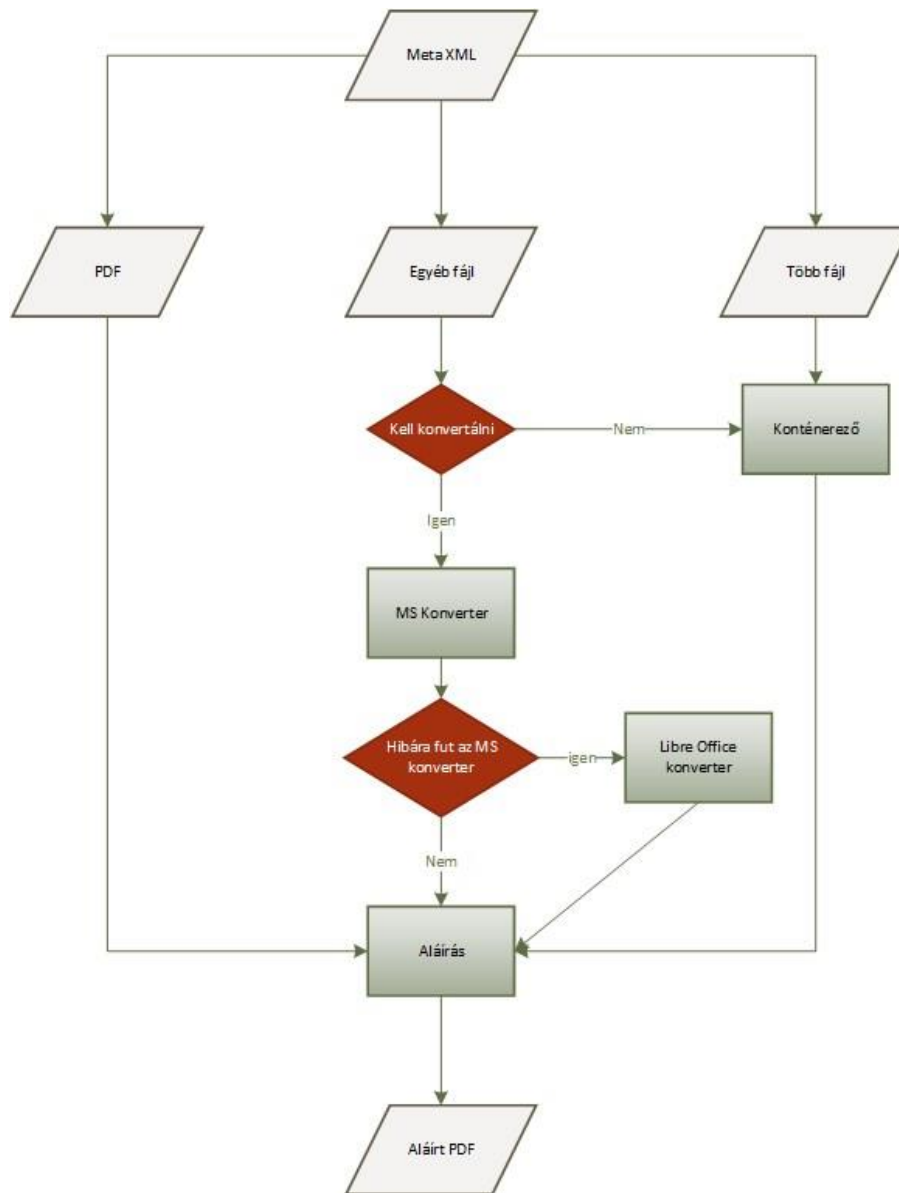 Meta XML
PDF
Egyéb fájl
Több fájl
Kell konvertálni
Nem
Konténerező
Igen
MS Konverter
Hibára fut az MS
konverter
igen
Libre Office
konverter
Nem
Aláírás
Aláírt PDF